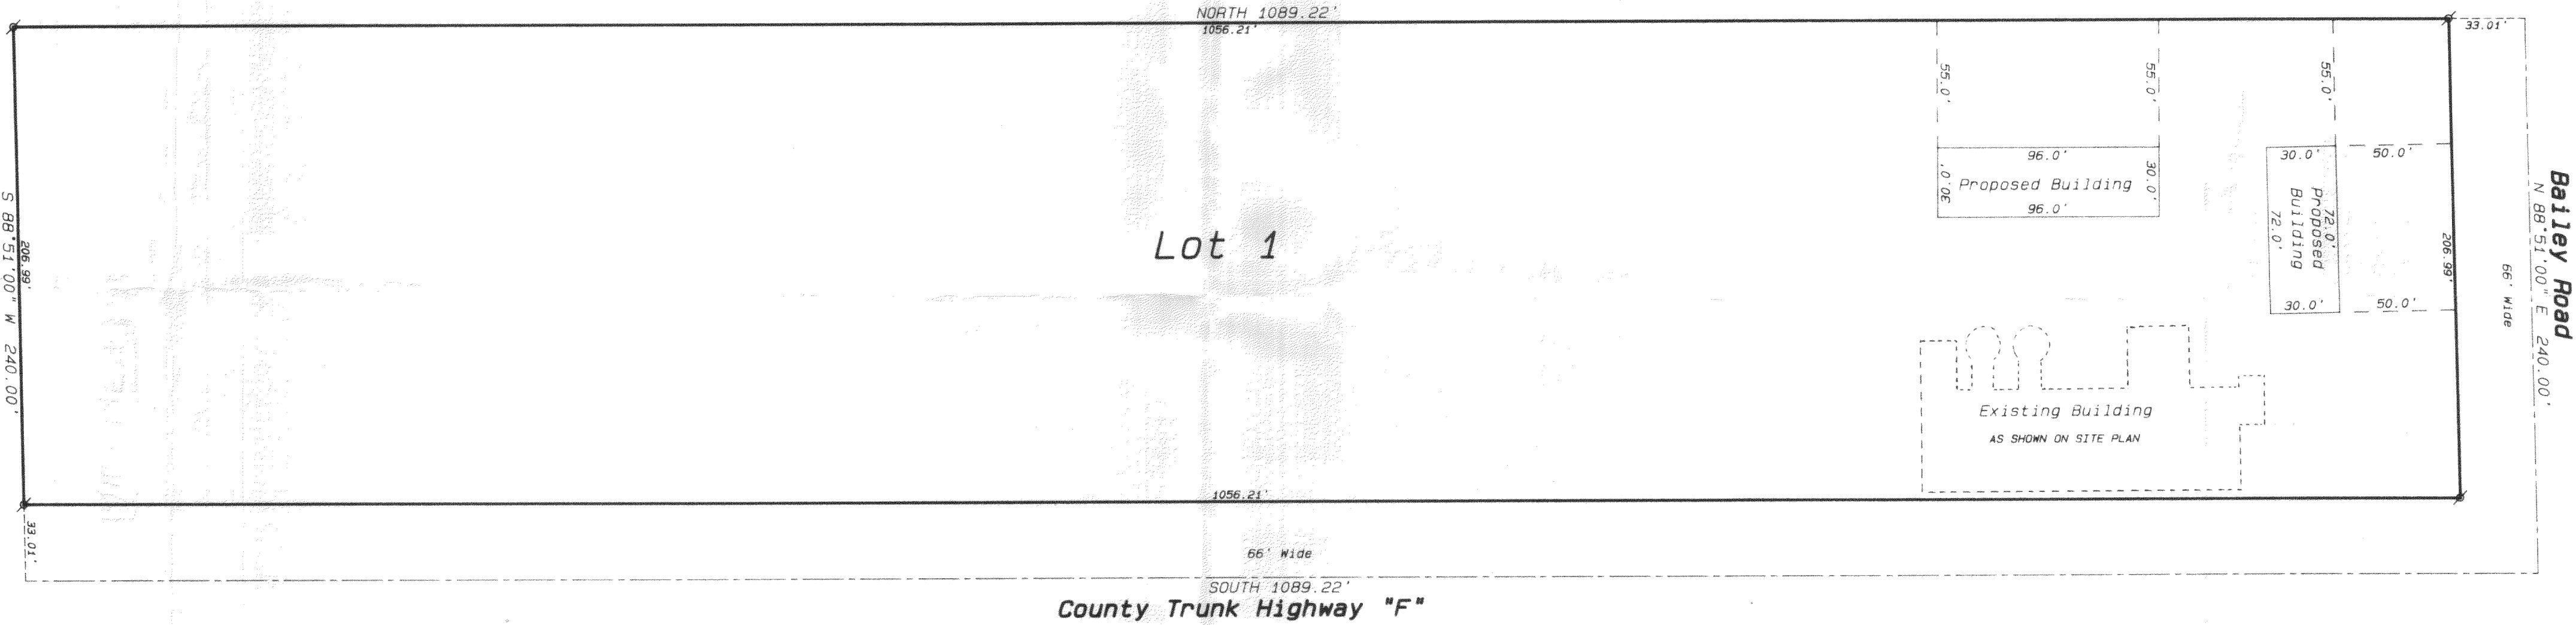 NORTH 1089.22'
1056.21'
33.01'
55.0'
55.0'
55.0'
96.0'
30.0'
30.0'
Proposed Building
96.0'
30.0'
50.0'
72.0'
Proposed
Building
72.0'
30.0'
50.0'
206.99'
66' Wide
N 88°51'00" E 240.00'
Bailey Road
S 88°51'00" W 240.00'
206.99'
Lot 1
Existing Building
AS SHOWN ON SITE PLAN
1056.21'
33.01'
66' Wide
SOUTH 1089.22'
County Trunk Highway "F"